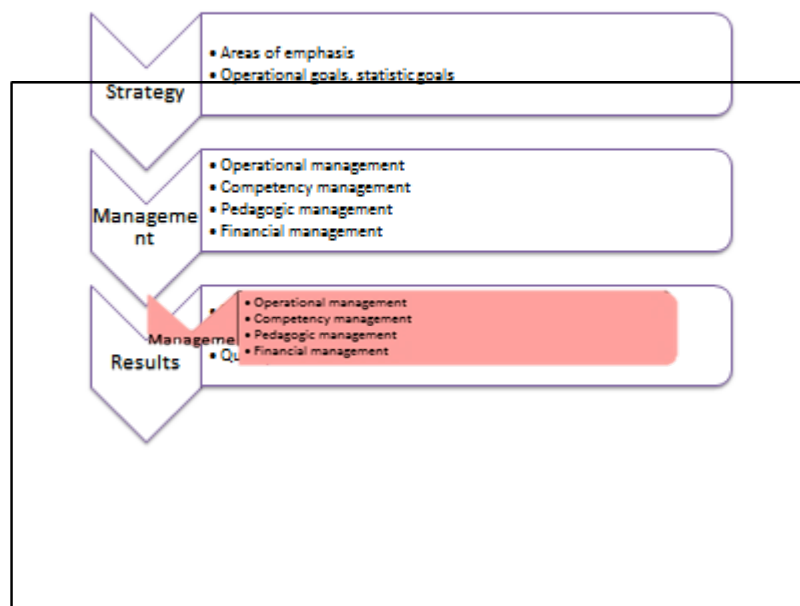 • Areas of emphasis
• Operational goals, statistic goals
Strategy
• Operational management
• Competency management
• Pedagogic management
• Financial management
Manageme
nt
• Operational management
• Competency management
• Pedagogic management
• Financial management
Manageme
Results